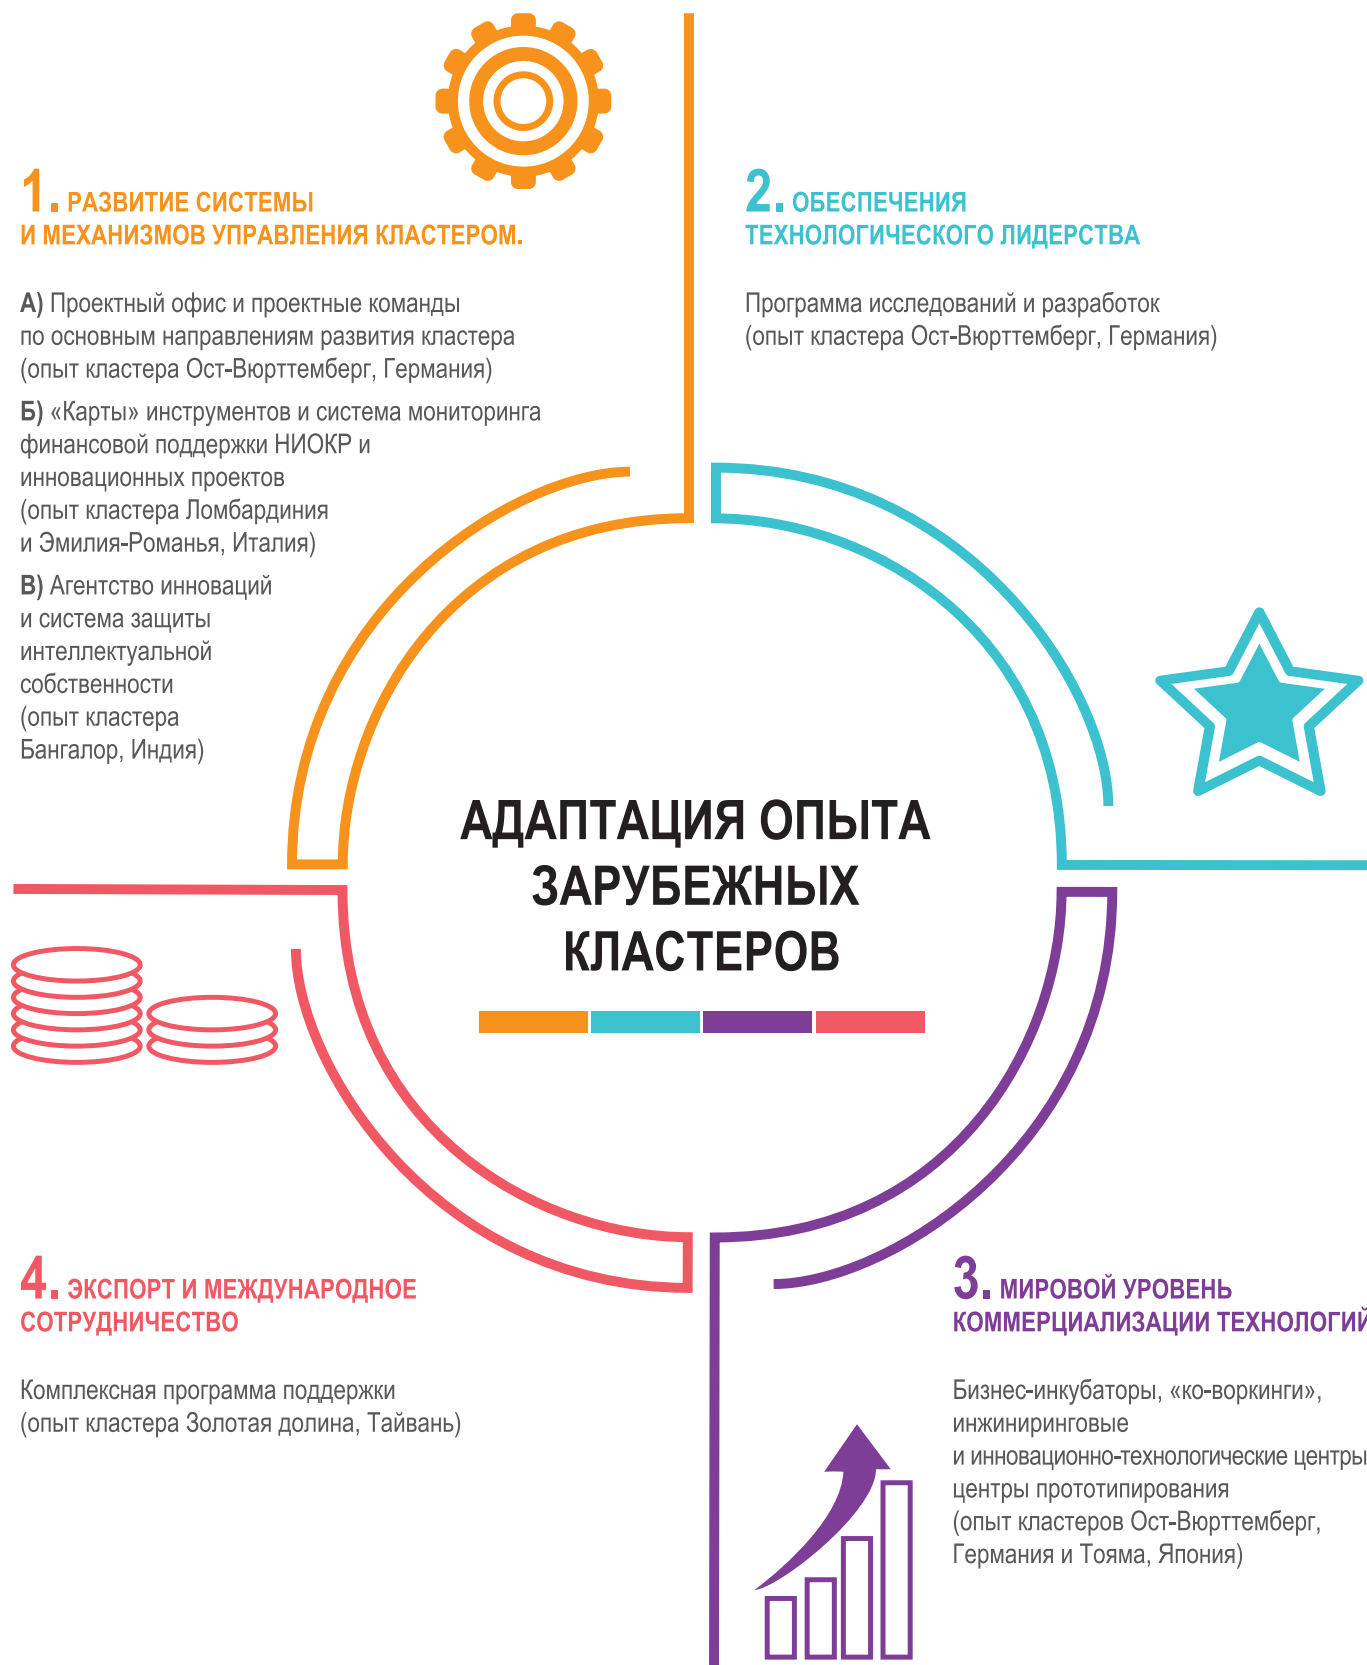 1. РАЗВИТИЕ СИСТЕМЫ
И МЕХАНИЗМОВ УПРАВЛЕНИЯ КЛАСТЕРОМ.
А) Проектный офис и проектные команды
по основным направлениям развития кластера
(опыт кластера Ост-Вюрттемберг, Германия)
Б) «Карты» инструментов и система мониторинга
финансовой поддержки НИОКР и
инновационных проектов
(опыт кластера Ломбардиния
и Эмилия-Романья, Италия)
В) Агентство инноваций
и система защиты
интеллектуальной
собственности
(опыт кластера
Бангалор, Индия)
2. ОБЕСПЕЧЕНИЯ
ТЕХНОЛОГИЧЕСКОГО ЛИДЕРСТВА
Программа исследований и разработок
(опыт кластера Ост-Вюрттемберг, Германия)
АДАПТАЦИЯ ОПЫТА
ЗАРУБЕЖНЫХ
КЛАСТЕРОВ
4. ЭКСПОРТ И МЕЖДУНАРОДНОЕ
СОТРУДНИЧЕСТВО
Комплексная программа поддержки
(опыт кластера Золотая долина, Тайвань)
3. МИРОВОЙ УРОВЕНЬ
КОММЕРЦИАЛИЗАЦИИ ТЕХНОЛОГИЙ
Бизнес-инкубаторы, «ко-воркинги»,
инжиниринговые
и инновационно-технологические центры
центры прототипирования
(опыт кластеров Ост-Вюрттемберг,
Германия и Тояма, Япония)